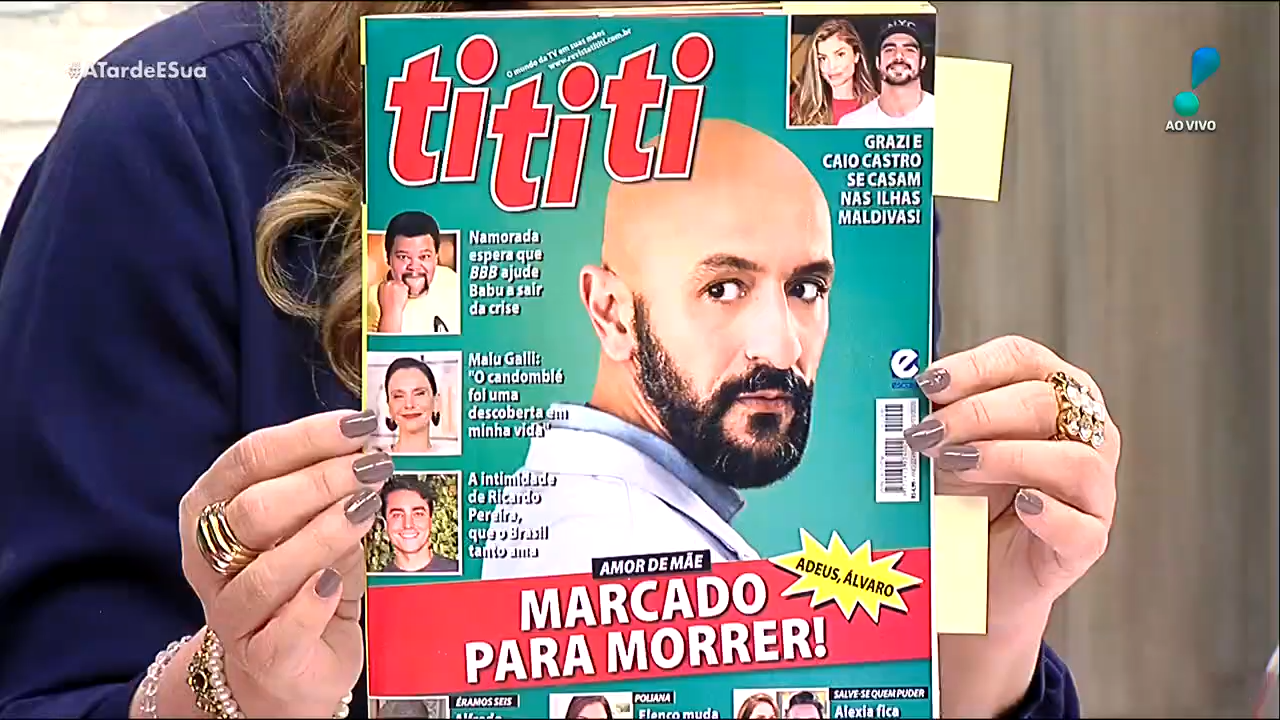 #ATardeESua
AO VIVO
tititi
O mundo da TV em suas mãos
www.revistatititi.com.br
GRAZI E
CAIO CASTRO
SE CASAM
NAS ILHAS
MALDIVAS!
Namorada
espera que
BBB ajude
Babu a sair
da crise
Malu Galli:
"O candomblé
foi uma
descoberta em
minha vida"
A intimidade
de Ricardo
Pereira,
que o Brasil
tanto ama
AMOR DE MÃE
ADEUS, ÁLVARO
MARCADO
PARA MORRER!
ÉRAMOS SEIS
Alfredo
POLIANA
Elenco muda
SALVE-SE QUEM PUDER
Alexia fica